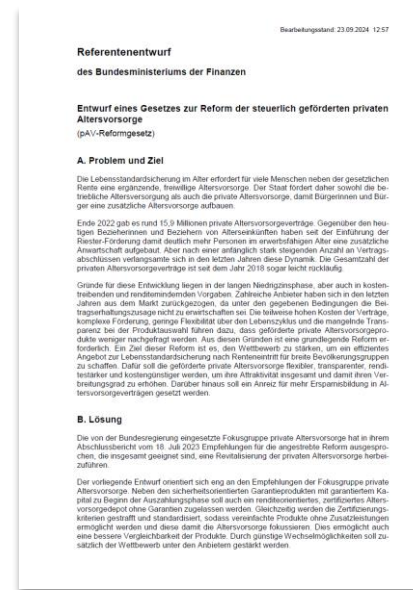 Bearbeitungsstand: 23.09.2024 12:57
Referentenentwurf
des Bundesministeriums der Finanzen
Entwurf eines Gesetzes zur Reform der steuerlich geförderten privaten
Altersvorsorge
(pAV-Reformgesetz)
A. Problem und Ziel
Die Lebensstandardsicherung im Alter erfordert für viele Menschen neben der gesetzlichen
Rente eine ergänzende, freiwillige Altersvorsorge. Der Staat fördert daher sowohl die be-
triebliche Altersversorgung als auch die private Altersvorsorge, damit Bürgerinnen und Bür-
ger eine zusätzliche Altersvorsorge aufbauen.
Ende 2022 gab es rund 15,9 Millionen private Altersvorsorgeverträge. Gegenüber den heu-
tigen Bezieherinnen und Beziehern von Alterseinkünften haben seit der Einführung der
Riester-Förderung damit deutlich mehr Personen im erwerbsfähigen Alter eine zusätzliche
Anwartschaft aufgebaut. Aber nach einer anfänglich stark steigenden Anzahl an Vertrags-
abschlüssen verlangsamte sich in den letzten Jahren diese Dynamik. Die Gesamtzahl der
privaten Altersvorsorgeverträge ist seit dem Jahr 2018 sogar leicht rückläufig.
Gründe für diese Entwicklung liegen in der langen Niedrigzinsphase, aber auch in kosten-
treibenden und renditemindernden Vorgaben. Zahlreiche Anbieter haben sich in den letzten
Jahren aus dem Markt zurückgezogen, da unter den gegebenen Bedingungen die Bei-
tragserhaltungszusage nicht zu erwirtschaften sei. Die teilweise hohen Kosten der Verträge,
komplexe Förderung, geringe Flexibilität über den Lebenszyklus und die mangelnde Trans-
parenz bei der Produktauswahl führen dazu, dass geförderte private Altersvorsorge-
produkte weniger nachgefragt werden. Aus diesen Gründen ist eine grundlegende Reform er-
forderlich. Ein Ziel dieser Reform ist es, den Wettbewerb zu stärken, um ein effizientes
Angebot zur Lebensstandardsicherung nach Renteneintritt für breite Bevölkerungsgruppen
zu schaffen. Dafür soll die geförderte private Altersvorsorge flexibler, transparenter, rendi-
testärker und kostengünstiger werden, um ihre Attraktivität insgesamt und damit ihren Ver-
breitungsgrad zu erhöhen. Darüber hinaus soll ein Anreiz für mehr Ersparnisbildung in Al-
tersvorsorgeverträgen gesetzt werden.
B. Lösung
Die von der Bundesregierung eingesetzte Fokusgruppe private Altersvorsorge hat in ihrem
Abschlussbericht vom 18. Juli 2023 Empfehlungen für die angestrebte Reform ausgespro-
chen, die insgesamt geeignet sind, eine Revitalisierung der privaten Altersvorsorge herbei-
zuführen.
Der vorliegende Entwurf orientiert sich eng an den Empfehlungen der Fokusgruppe private
Altersvorsorge. Neben den sicherheitsorientierten Garantieprodukten mit garantiertem Ka-
pital zu Beginn der Auszahlungsphase soll auch ein renditeorientiertes, zertifiziertes Alters-
vorsorgedepot ohne Garantien zugelassen werden. Gleichzeitig werden die Zertifizierungs-
kriterien gestrafft und standardisiert, sodass vereinfachte Produkte ohne Zusatzleistungen
ermöglicht werden und diese damit die Altersvorsorge fokussieren. Dies ermöglicht auch
eine bessere Vergleichbarkeit der Produkte. Durch günstige Wechselmöglichkeiten soll zu-
sätzlich der Wettbewerb unter den Anbietern gestärkt werden.